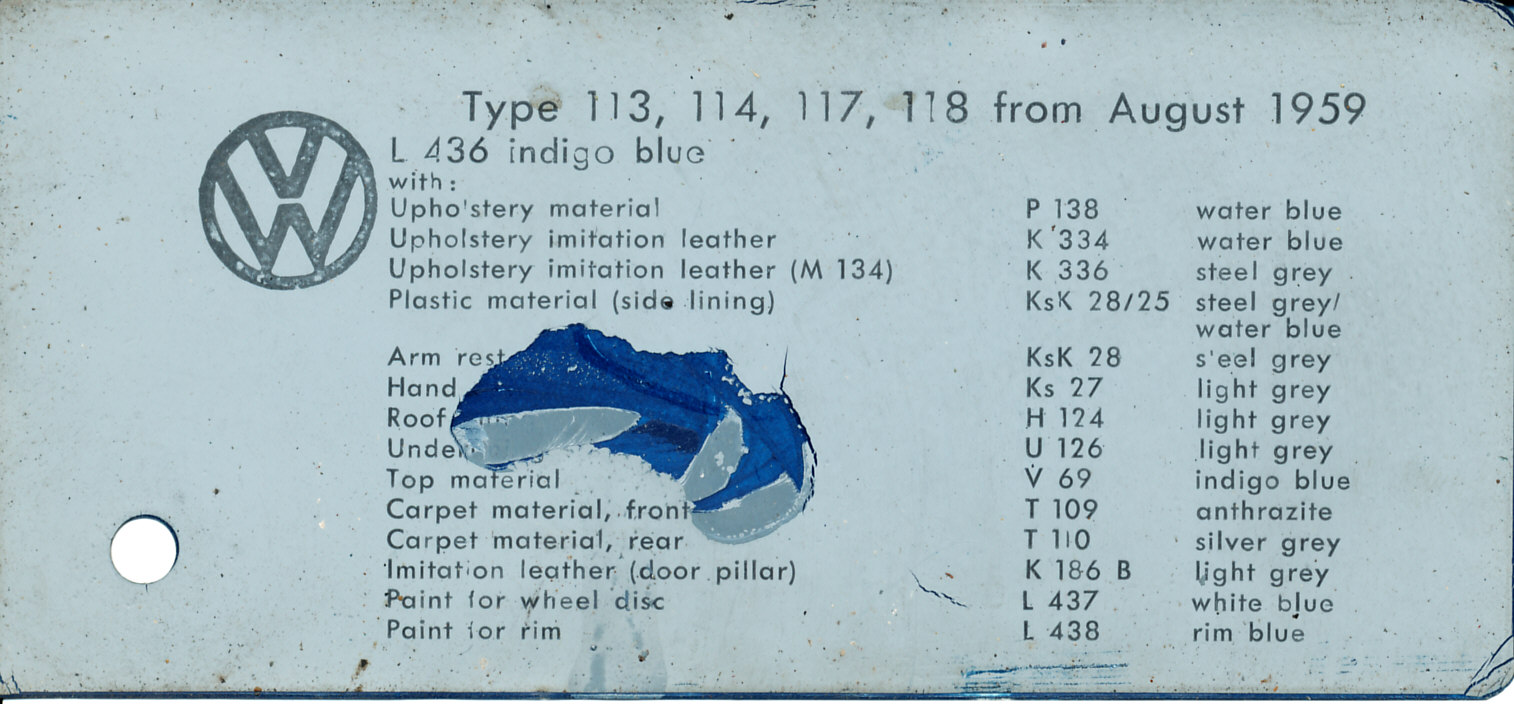 Type 113, 114, 117, 118 from August 1959
L 436 indigo blue
with:
Upho'stery material P 138 water blue
Upholstery imitation leather K 334 water blue
Upholstery imitation leather (M 134) K 336 steel grey
Plastic material (side lining) KsK 28/25 steel grey/
water blue
Arm rest KsK 28 s'eel grey
Hand Ks 27 light grey
Roof H 124 light grey
U 126 light grey
Top material V 69 indigo blue
Carpet material, front T 109 anthrazite
Carpet material, rear T 110 silver grey
Imitation leather (door pillar) K 186 B light grey
Paint for wheel disc L 437 white blue
Paint for rim L 438 rim blue